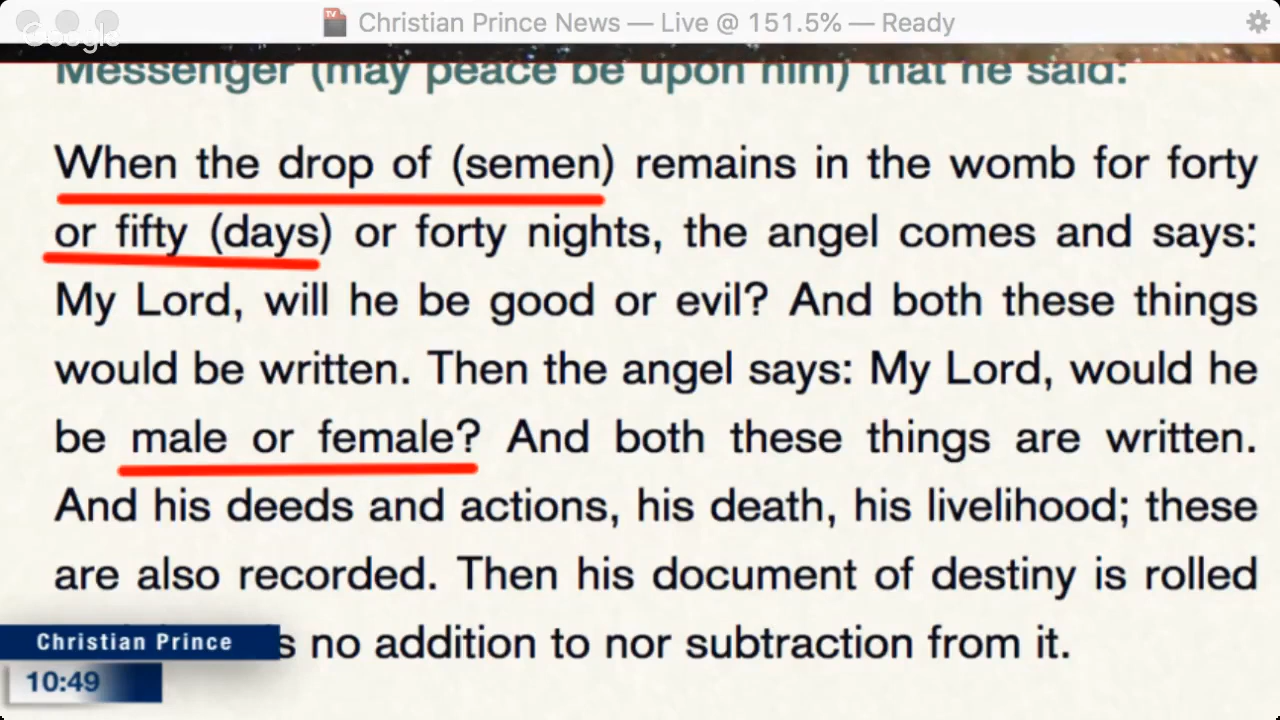 Christian Prince News — Live @ 151.5% — Ready
Google
Messenger (may peace be upon him) that he said:
When the drop of (semen) remains in the womb for forty
or fifty (days) or forty nights, the angel comes and says:
My Lord, will he be good or evil? And both these things
would be written. Then the angel says: My Lord, would he
be male or female? And both these things are written.
And his deeds and actions, his death, his livelihood; these
are also recorded. Then his document of destiny is rolled
no addition to nor subtraction from it.
Christian Prince
10:49